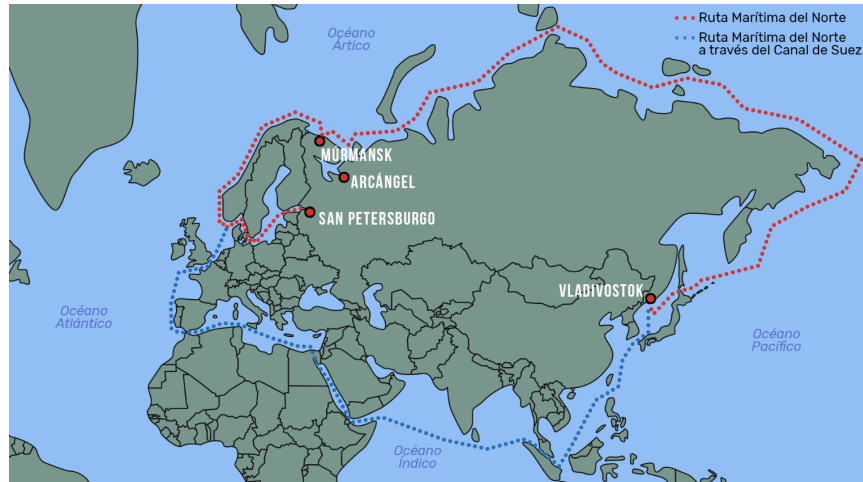 Ruta Marítima del Norte
Ruta Marítima del Norte
a través del Canal de Suez
Océano
Ártico
MÚRMANSK
ARCÁNGEL
SAN PETERSBURGO
VLADIVOSTOK
Océano
Atlántico
Océano
Pacífico
Océano
Índico